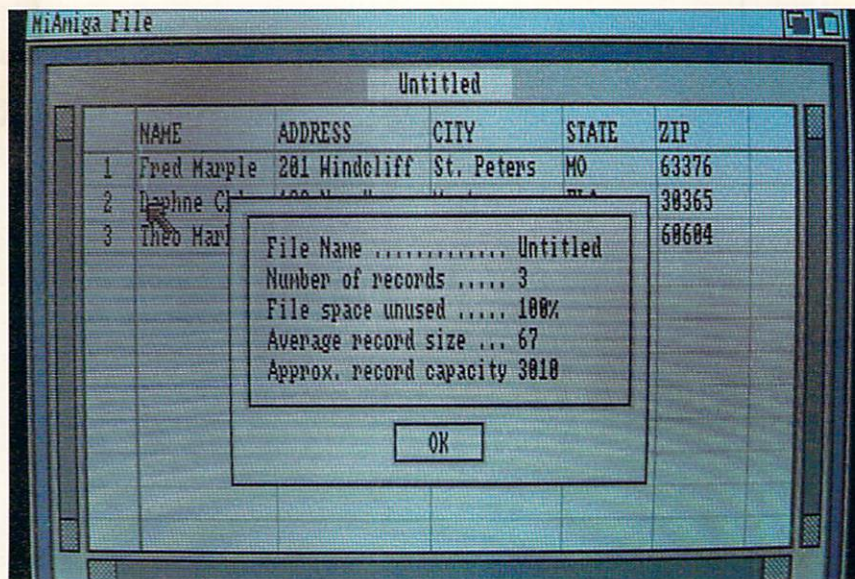 MiAmiga File
Untitled
NAME ADDRESS CITY STATE ZIP
1 Fred Marple 201 Windcliff St. Peters MO 63376
2 Daphne 30365
3 Theo 60604
File Name ............. Untitled
Number of records ..... 3
File space unused ..... 100%
Average record size ... 67
Approx. record capacity 3010
OK